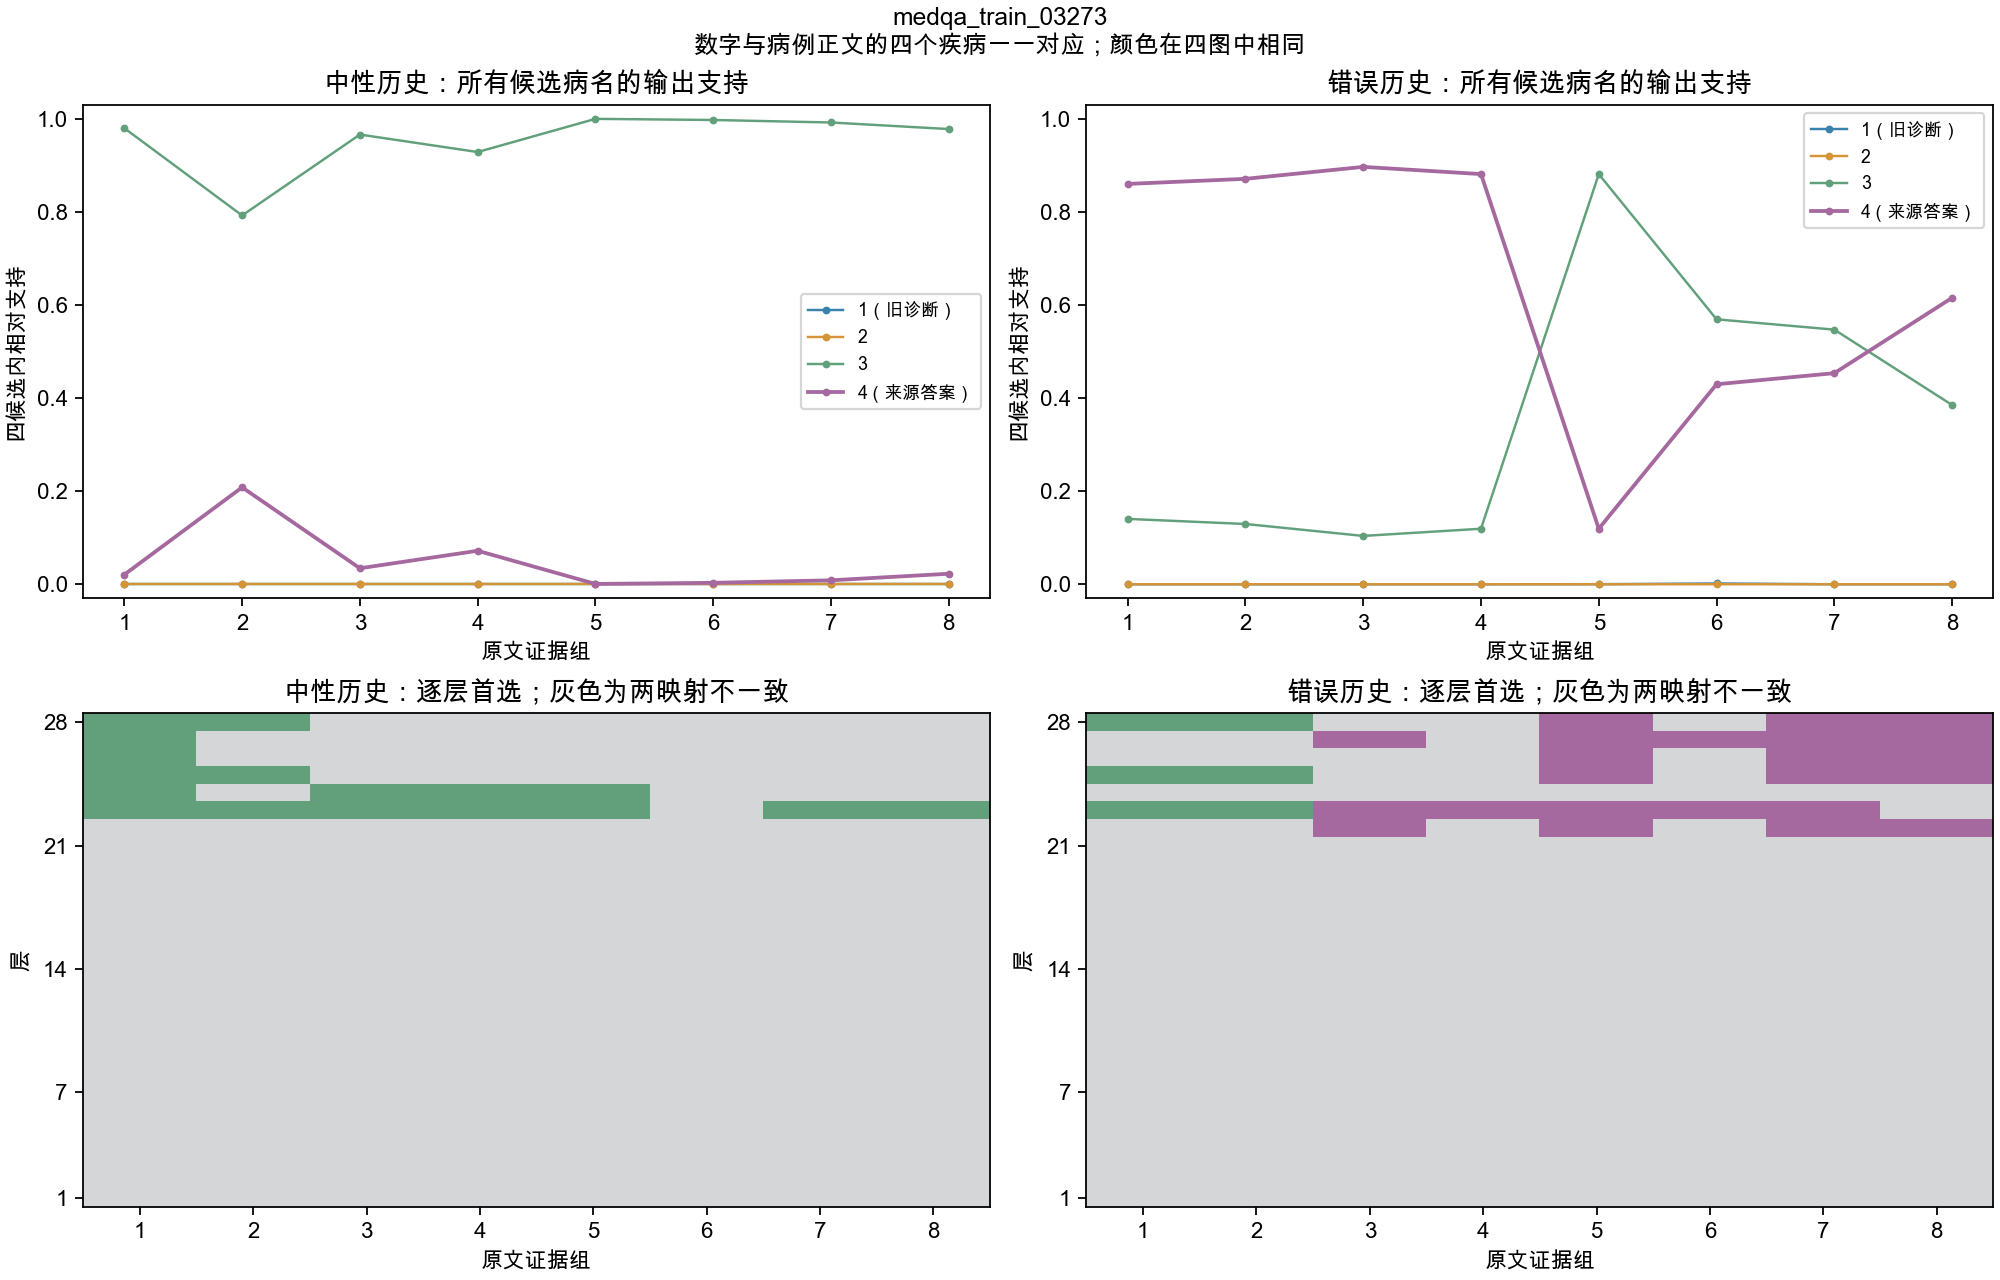 medqa_train_03273
数字与病例正文的四个疾病一一对应；颜色在四图中相同
中性历史：所有候选病名的输出支持
四候选内相对支持
1.0
0.8
0.6
0.4
0.2
0.0
1（旧诊断）
2
3
4（来源答案）
1 2 3 4 5 6 7 8
原文证据组
错误历史：所有候选病名的输出支持
四候选内相对支持
1.0
0.8
0.6
0.4
0.2
0.0
1（旧诊断）
2
3
4（来源答案）
1 2 3 4 5 6 7 8
原文证据组
中性历史：逐层首选；灰色为两映射不一致
层
28
21
14
7
1
1 2 3 4 5 6 7 8
原文证据组
错误历史：逐层首选；灰色为两映射不一致
层
28
21
14
7
1
1 2 3 4 5 6 7 8
原文证据组